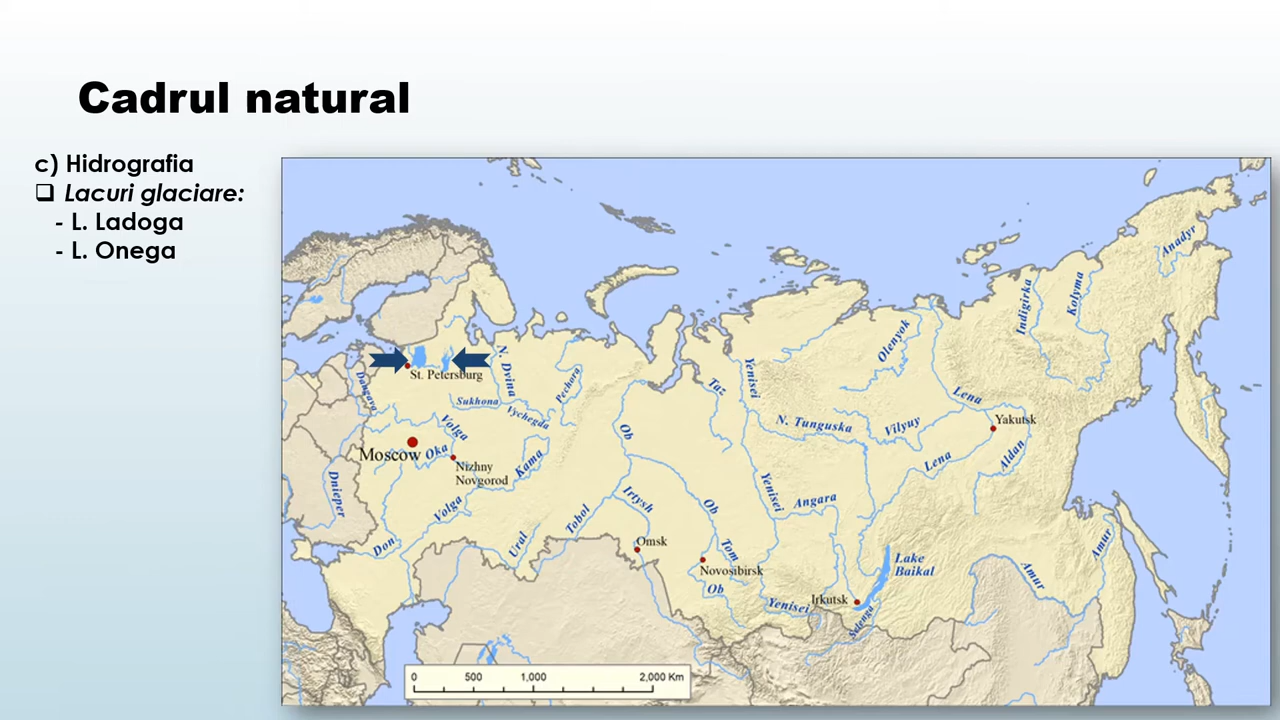 Cadrul natural
c) Hidrografia
❑ Lacuri glaciare:
- L. Ladoga
- L. Onega
Anadyr
Kolyma
Indigirka
Olenyok
St. Petersburg
N. Dvina
Pechora
Daugava
Sukhona
Vychegda
Taz
Yenisei
Lena
Yakutsk
N. Tunguska
Vilyuy
Volga
Ob
Moscow
Oka
Nizhny
Novgorod
Kama
Lena
Aldan
Dnieper
Volga
Irtysh
Ob
Yenisei
Angara
Tobol
Don
Ural
Omsk
Tom
Novosibirsk
Ob
Lake
Baikal
Amur
Amur
Irkutsk
Yenisei
Selenga
0 500 1,000 2,000 Km